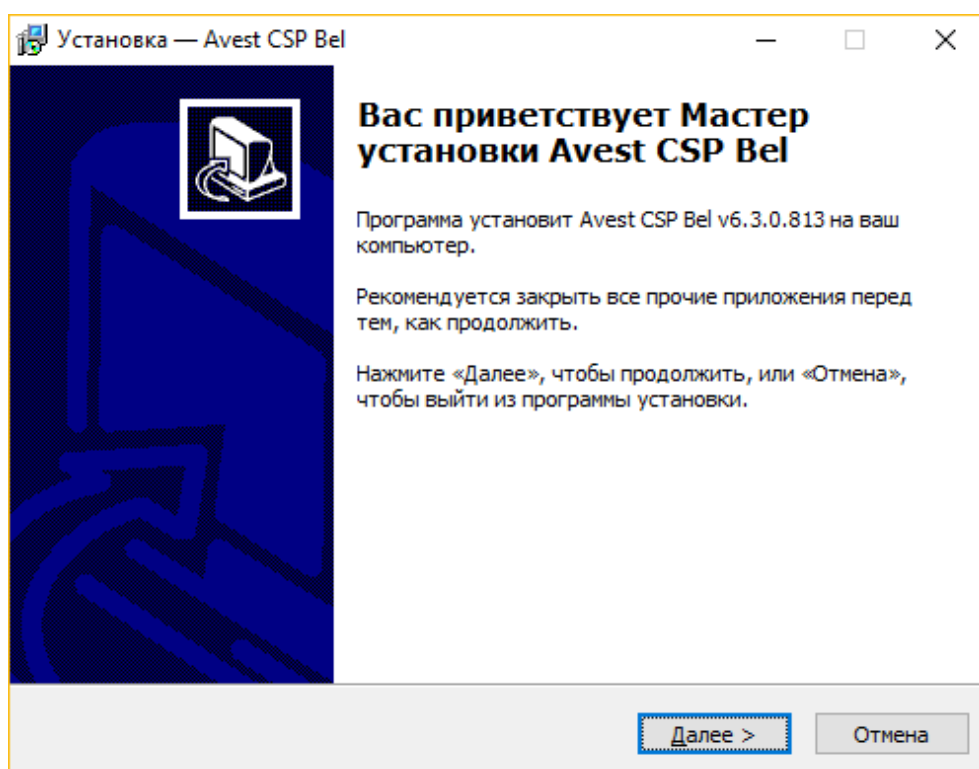 Установка — Avest CSP Bel
Вас приветствует Мастер
установки Avest CSP Bel
Программа установит Avest CSP Bel v6.3.0.813 на ваш
компьютер.
Рекомендуется закрыть все прочие приложения перед
тем, как продолжить.
Нажмите «Далее», чтобы продолжить, или «Отмена»,
чтобы выйти из программы установки.
Далее >
Отмена